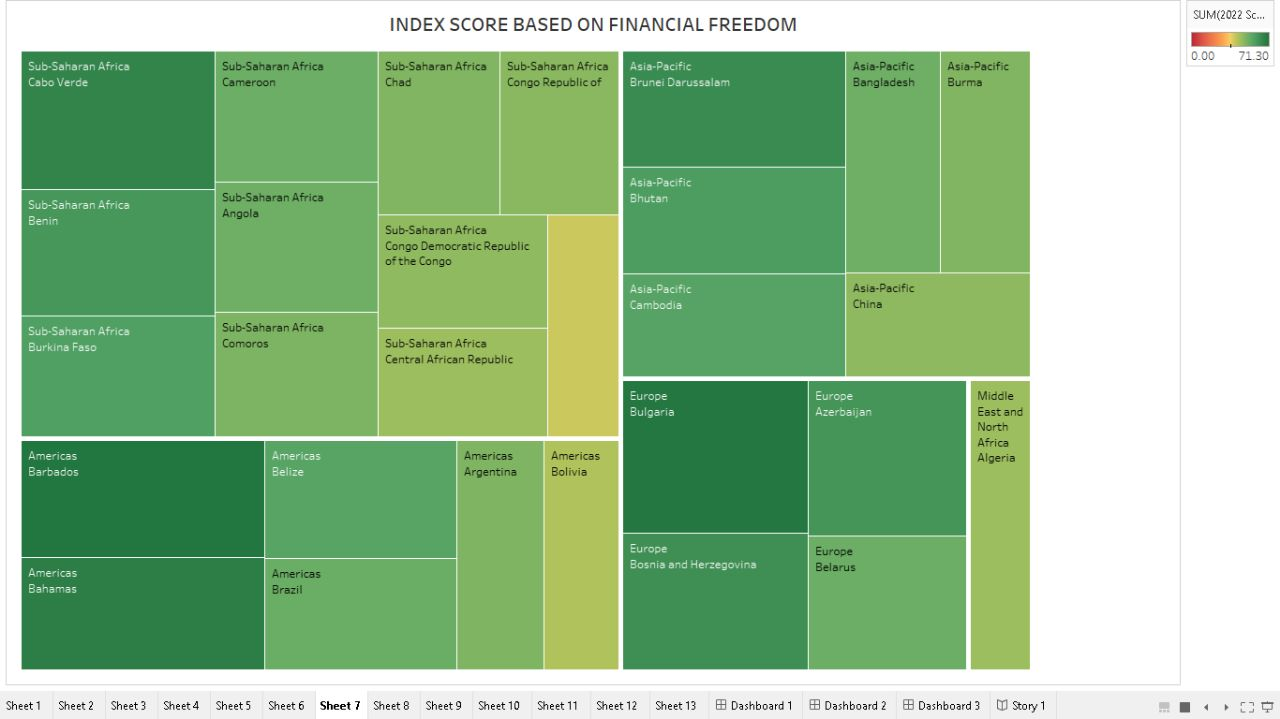 INDEX SCORE BASED ON FINANCIAL FREEDOM
SUM(2022 Sc...
0.00 71.30
Sub-Saharan Africa
Cabo Verde
Sub-Saharan Africa
Benin
Sub-Saharan Africa
Burkina Faso
Sub-Saharan Africa
Cameroon
Sub-Saharan Africa
Angola
Sub-Saharan Africa
Comoros
Sub-Saharan Africa
Chad
Sub-Saharan Africa
Congo Republic of
Sub-Saharan Africa
Congo Democratic Republic
of the Congo
Sub-Saharan Africa
Central African Republic
Asia-Pacific
Brunei Darussalam
Asia-Pacific
Bhutan
Asia-Pacific
Cambodia
Asia-Pacific
Bangladesh
Asia-Pacific
Burma
Asia-Pacific
China
Americas
Barbados
Americas
Bahamas
Americas
Belize
Americas
Brazil
Americas
Argentina
Americas
Bolivia
Europe
Bulgaria
Europe
Bosnia and Herzegovina
Europe
Azerbaijan
Europe
Belarus
Middle
East and
North
Africa
Algeria
Sheet 1 Sheet 2 Sheet 3 Sheet 4 Sheet 5 Sheet 6 Sheet 7 Sheet 8 Sheet 9 Sheet 10 Sheet 11 Sheet 12 Sheet 13 Dashboard 1 Dashboard 2 Dashboard 3 Story 1